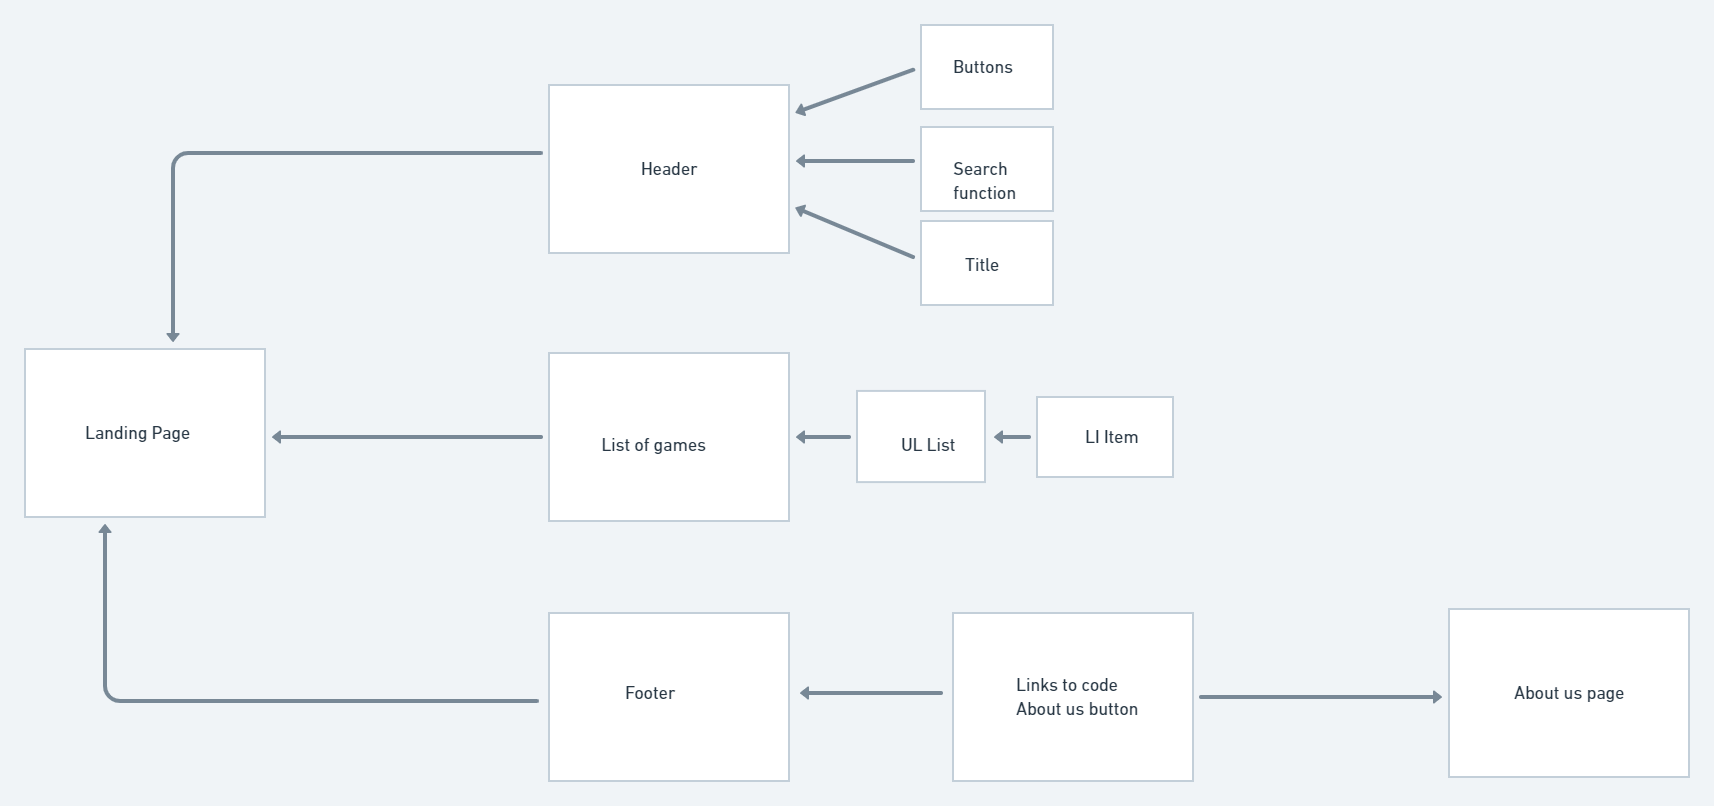 Buttons
Header
Search
function
Title
Landing Page
List of games
UL List
LI Item
Footer
Links to code
About us button
About us page